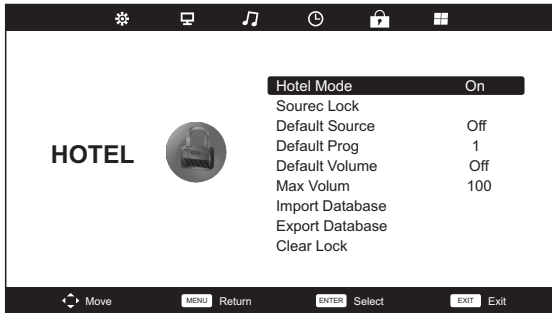 Hotel Mode On
Sourec Lock
Default Source Off
Default Prog 1
HOTEL
Default Volume Off
Max Volum 100
Import Database
Export Database
Clear Lock
Move MENU Return ENTER Select EXIT Exit